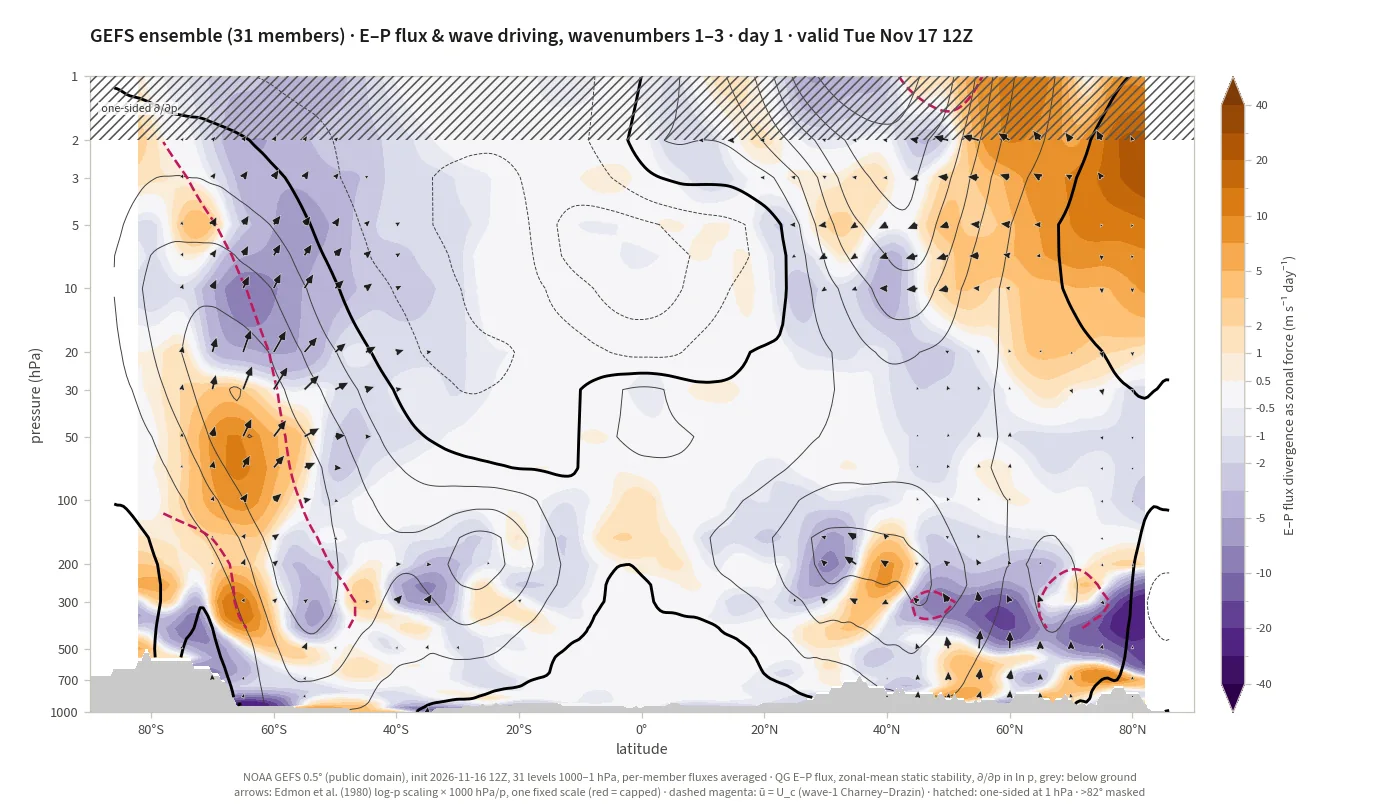 GEFS ensemble (31 members) · E–P flux & wave driving, wavenumbers 1–3 · day 1 · valid Tue Nov 17 12Z
one-sided ∂/∂p
1
2
3
5
10
20
30
50
100
200
300
500
700
1000
pressure (hPa)
80°S
60°S
40°S
20°S
0°
20°N
40°N
60°N
80°N
latitude
40
20
10
5
2
1
0.5
-0.5
-1
-2
-5
-10
-20
-40
E–P flux divergence as zonal force (m s⁻¹ day⁻¹)
NOAA GEFS 0.5° (public domain), init 2026-11-16 12Z, 31 levels 1000–1 hPa, per-member fluxes averaged · QG E–P flux, zonal-mean static stability, ∂/∂p in ln p, grey: below ground
arrows: Edmon et al. (1980) log-p scaling × 1000 hPa/p, one fixed scale (red = capped) · dashed magenta: ū = U_c (wave-1 Charney–Drazin) · hatched: one-sided at 1 hPa · >82° masked